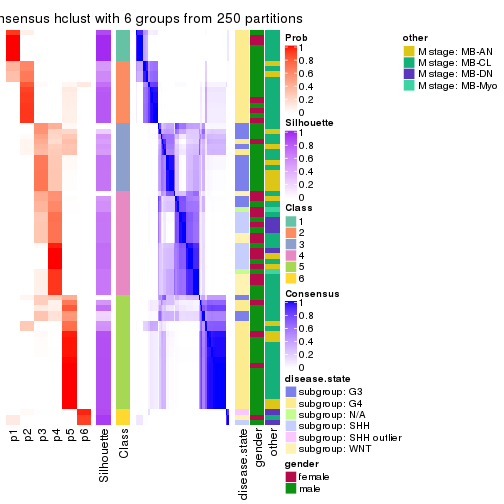 nsensus hclust with 6 groups from 250 partitions
p1
p2
p3
p4
p5
p6
Silhouette
Class
disease.state
gender
other
Prob
1
0.8
0.6
0.4
0.2
0
Silhouette
1
0.8
0.6
0.4
0.2
0
Class
1
2
3
4
5
6
Consensus
1
0.8
0.6
0.4
0.2
0
disease.state
subgroup: G3
subgroup: G4
subgroup: N/A
subgroup: SHH
subgroup: SHH outlier
subgroup: WNT
gender
female
male
other
M stage: MB-AN
M stage: MB-CL
M stage: MB-DN
M stage: MB-Myo